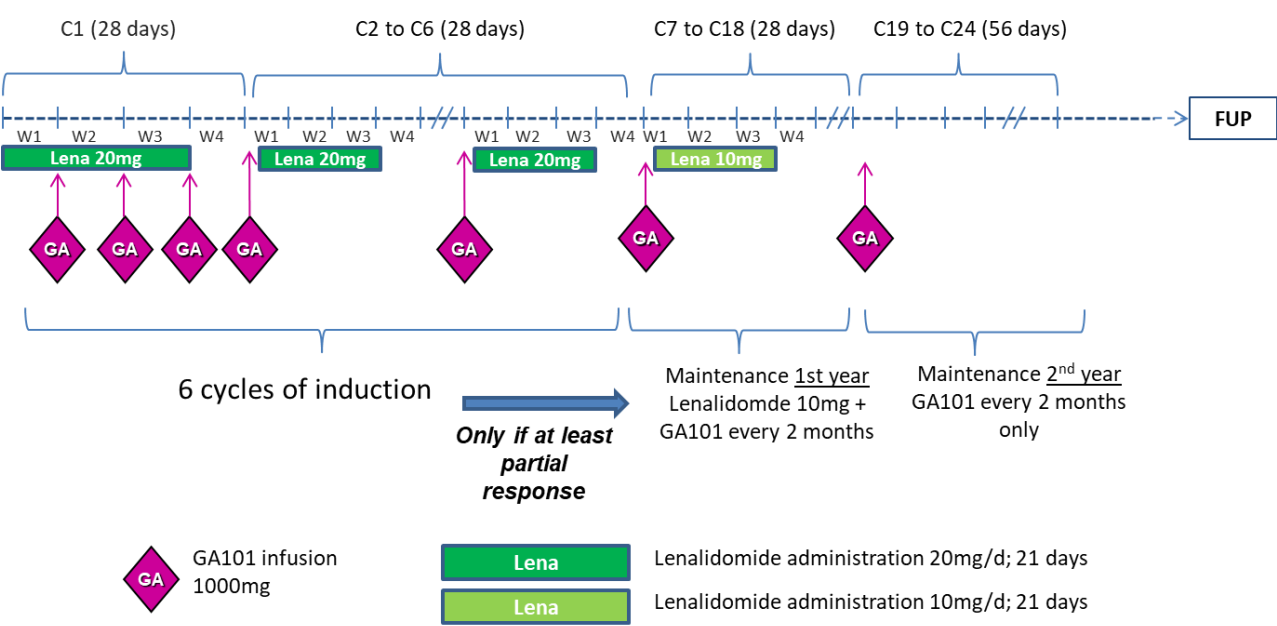 C1 (28 days)
C2 to C6 (28 days)
C7 to C18 (28 days)
C19 to C24 (56 days)
FUP
W1 W2 W3 W4 W1 W2 W3 W4 W1 W2 W3 W4 W1 W2 W3 W4
Lena 20mg
Lena 20mg
Lena 20mg
Lena 10mg
GA
GA
GA
GA
GA
GA
GA
6 cycles of induction
Only if at least
partial
response
Maintenance 1st year
Lenalidomde 10mg +
GA101 every 2 months
Maintenance 2nd year
GA101 every 2 months
only
GA
GA101 infusion
1000mg
Lena
Lenalidomide administration 20mg/d; 21 days
Lena
Lenalidomide administration 10mg/d; 21 days